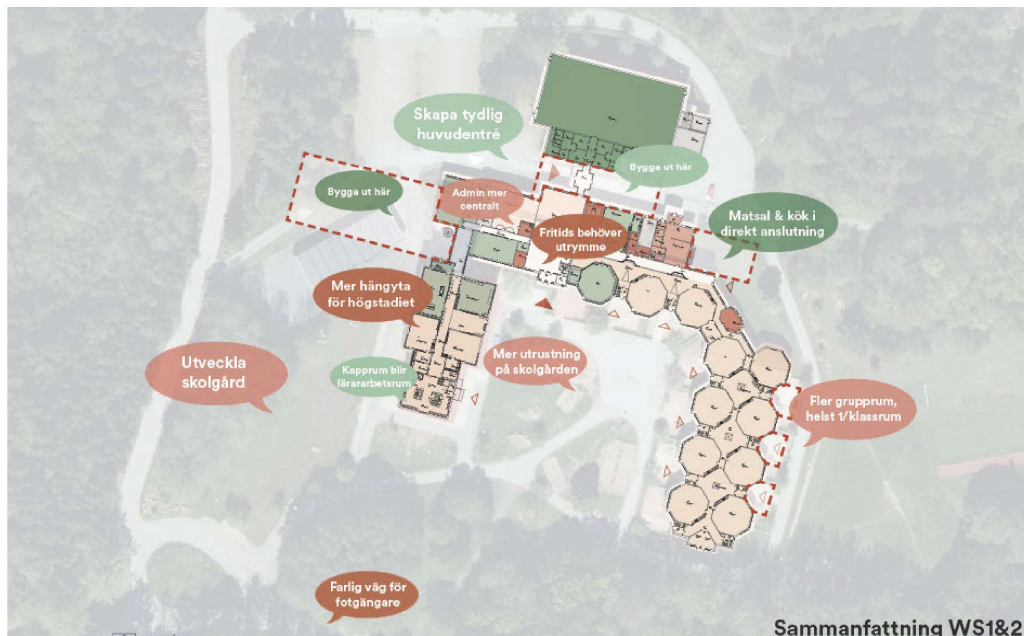 Skapa tydlig
huvudentré
Bygga ut här
Bygga ut här
Admin mer
centralt
Fritids behöver
utrymme
Matsal & kök i
direkt anslutning
Mer hängyta
för högstadiet
Utveckla
skolgård
Kapprum blir
lärararbetsrum
Mer utrustning
på skolgården
Fler grupprum,
helst 1/klassrum
Farlig väg för
fotgängare
Sammanfattning WS1&2